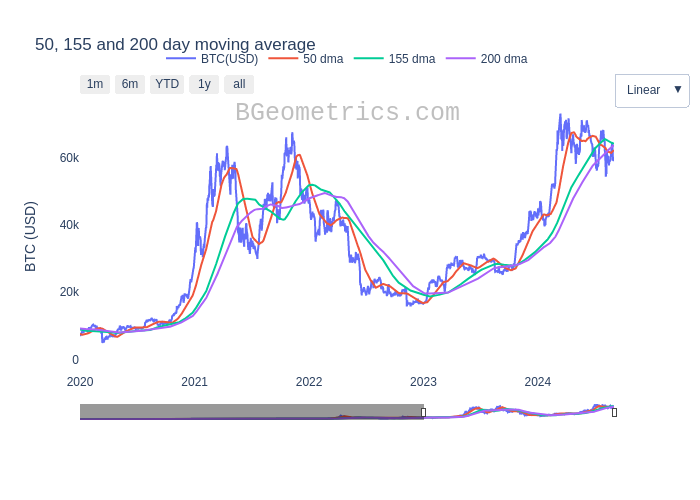 50, 155 and 200 day moving average
BTC(USD) 50 dma 155 dma 200 dma
1m 6m YTD 1y all
Linear ▼
BGeometrics.com
60k
40k
20k
0
BTC (USD)
2020 2021 2022 2023 2024